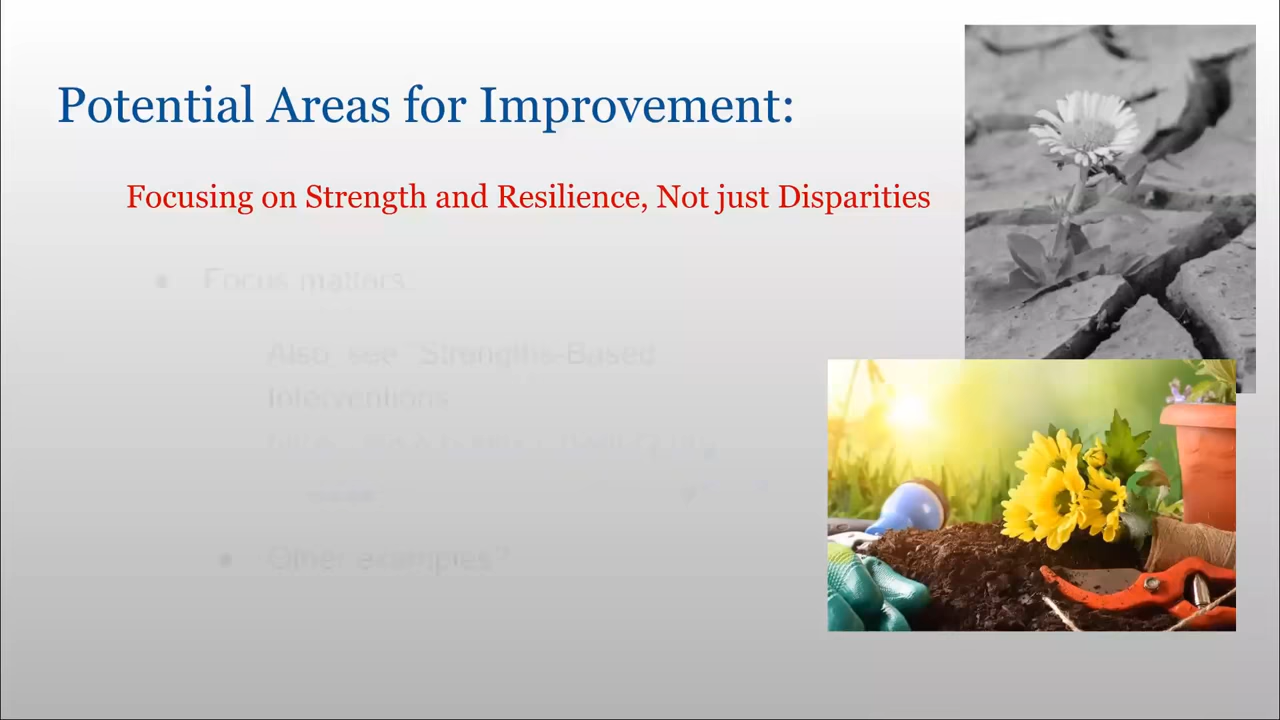 Potential Areas for Improvement:
Focusing on Strength and Resilience, Not just Disparities
● Focus matters
Also see "Strengths-Based
Interventions
● Other examples?